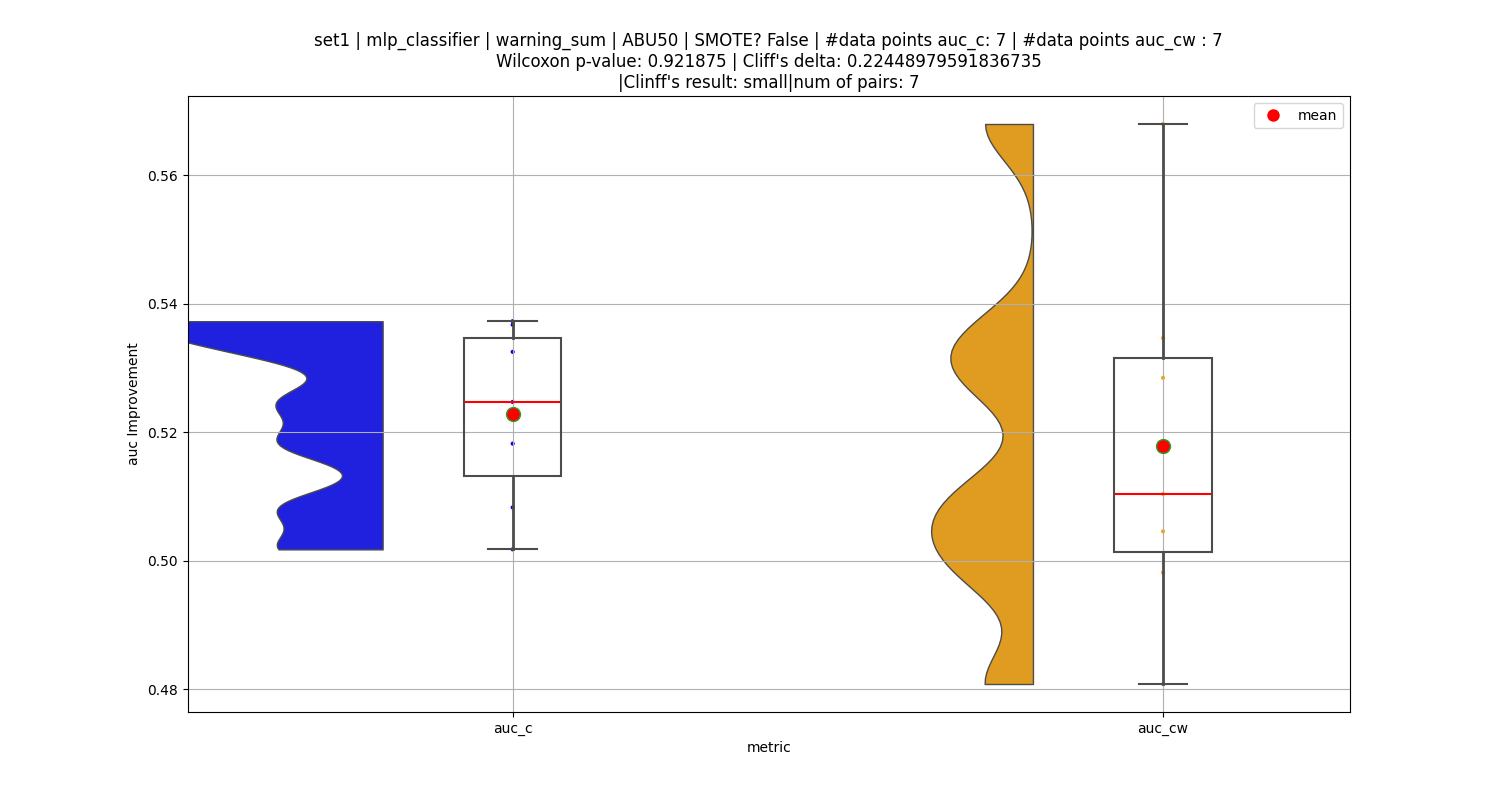 set1 | mlp_classifier | warning_sum | ABU50 | SMOTE? False | #data points auc_c: 7 | #data points auc_cw : 7
Wilcoxon p-value: 0.921875 | Cliff's delta: 0.22448979591836735
|Clinff's result: small|num of pairs: 7
mean
0.56
0.54
0.52
0.50
0.48
auc Improvement
auc_c
auc_cw
metric